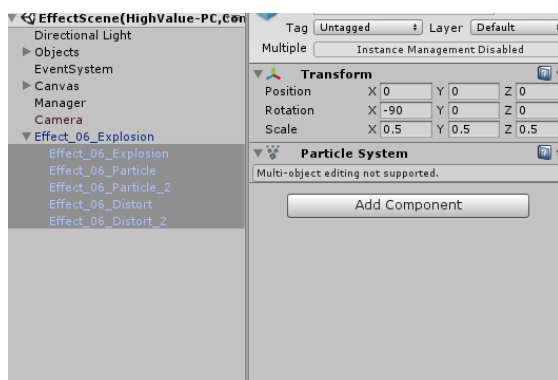 EffectScene(HighValue-PC,Con
Directional Light
Objects
EventSystem
Canvas
Manager
Camera
Effect_06_Explosion
Effect_06_Explosion
Effect_06_Particle
Effect_06_Particle_2
Effect_06_Distort
Effect_06_Distort_2
Tag Untagged Layer Default
Multiple Instance Management Disabled
Transform
Position X 0 Y 0 Z 0
Rotation X -90 Y 0 Z 0
Scale X 0.5 Y 0.5 Z 0.5
Particle System
Multi-object editing not supported.
Add Component